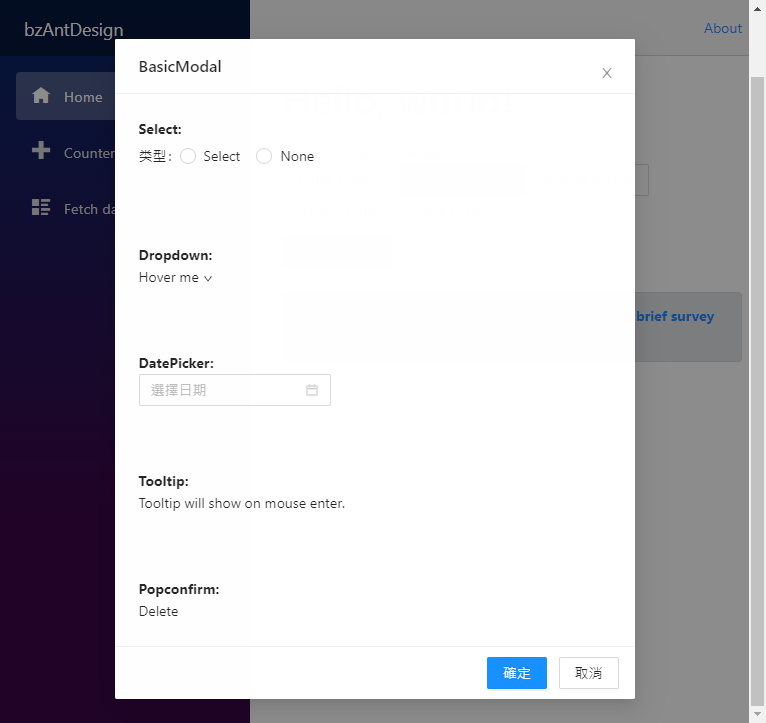 bzAntDesign
About
BasicModal
Home
Counter
Fetch da
Select:
类型: Select None
Dropdown:
Hover me
brief survey
DatePicker:
選擇日期
Tooltip:
Tooltip will show on mouse enter.
Popconfirm:
Delete
確定 取消